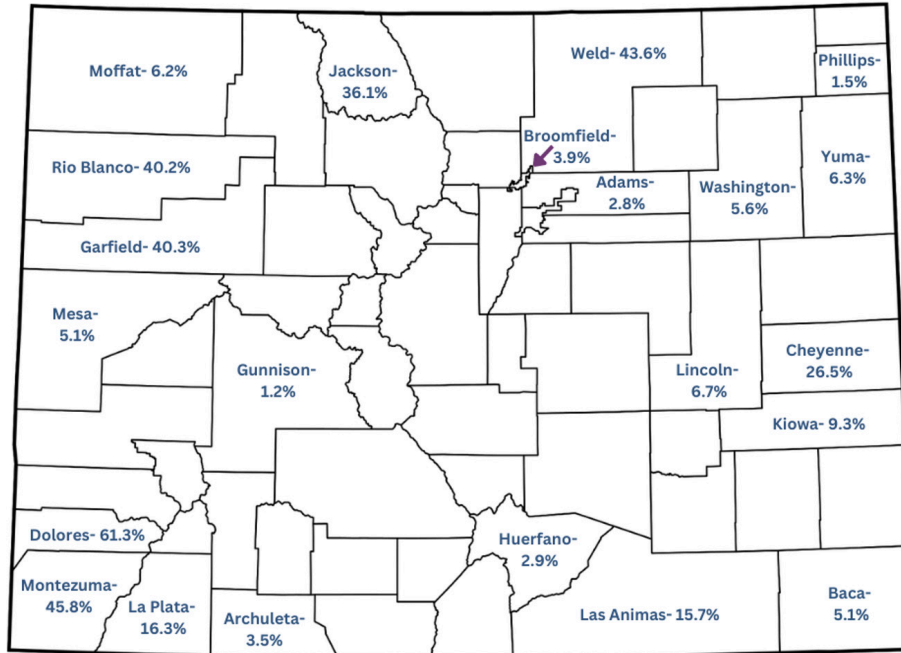 Moffat- 6.2%
Jackson-
36.1%
Weld- 43.6%
Phillips-
1.5%
Rio Blanco- 40.2%
Broomfield-
3.9%
Adams-
2.8%
Washington-
5.6%
Yuma-
6.3%
Garfield- 40.3%
Mesa-
5.1%
Gunnison-
1.2%
Lincoln-
6.7%
Cheyenne-
26.5%
Kiowa- 9.3%
Dolores- 61.3%
Huerfano-
2.9%
Montezuma-
45.8%
La Plata-
16.3%
Archuleta-
3.5%
Las Animas- 15.7%
Baca-
5.1%